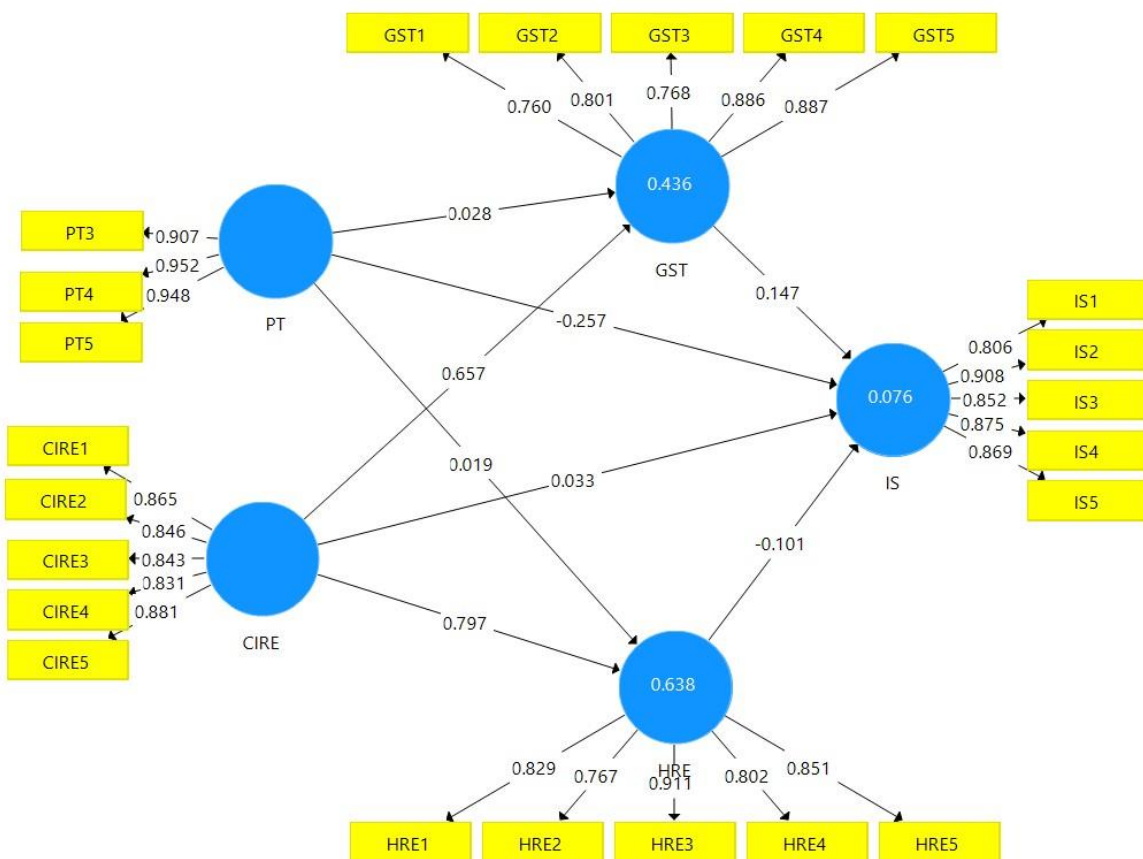 GST1 GST2 GST3 GST4 GST5
0.760 0.801 0.768 0.886 0.887
0.436
GST
PT3
PT4
PT5
0.907
0.952
0.948
PT
0.028
-0.257
0.657
0.019
0.147
CIRE1
CIRE2
CIRE3
CIRE4
CIRE5
0.865
0.846
0.843
0.831
0.881
CIRE
0.033
0.797
-0.101
0.076
IS
0.806
0.908
0.852
0.875
0.869
IS1
IS2
IS3
IS4
IS5
0.638
HRE
0.829 0.767 0.911 0.802 0.851
HRE1 HRE2 HRE3 HRE4 HRE5